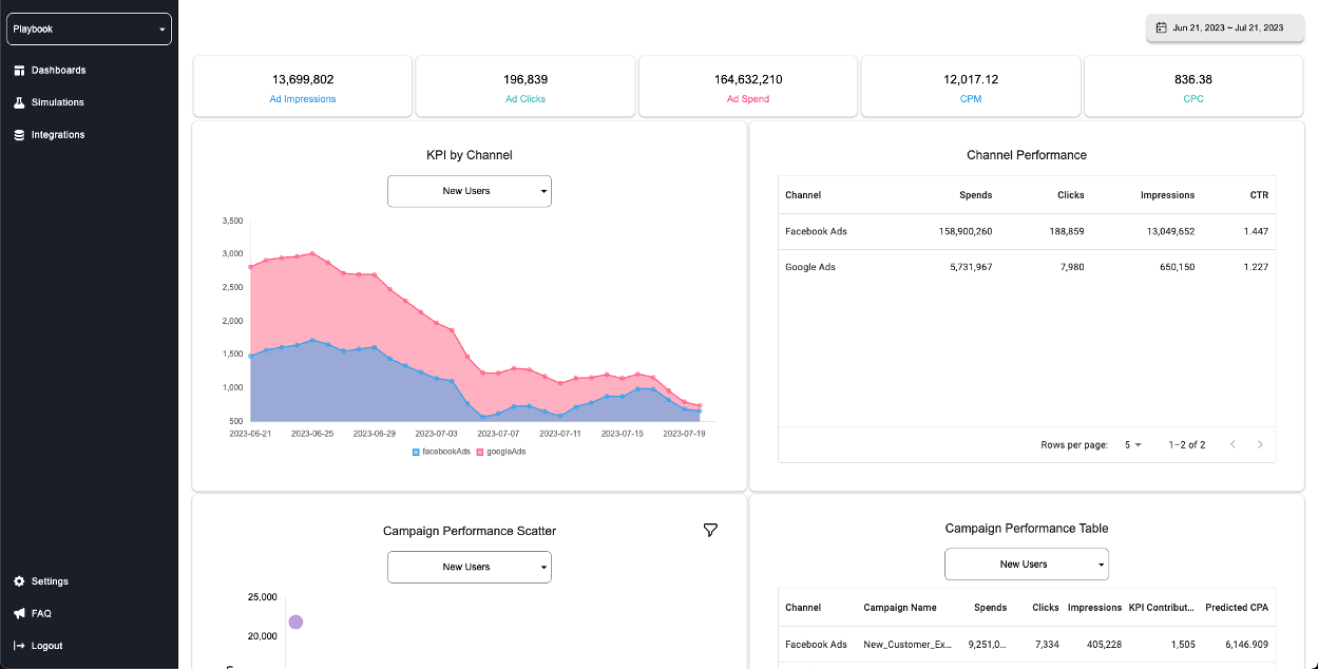 Playbook
Dashboards
Simulations
Integrations
Settings
FAQ
Logout
Jun 21, 2023 ~ Jul 21, 2023
13,699,802
Ad Impressions
196,839
Ad Clicks
164,632,210
Ad Spend
12,017.12
CPM
836.38
CPC
KPI by Channel
New Users
3,500
3,000
2,500
2,000
1,500
1,000
500
2023-06-21 2023-06-25 2023-06-29 2023-07-03 2023-07-07 2023-07-11 2023-07-15 2023-07-19
facebookAds googleAds
Channel Performance
Channel Spends Clicks Impressions CTR
Facebook Ads 158,900,260 188,859 13,049,652 1.447
Google Ads 5,731,967 7,980 650,150 1.227
Rows per page: 5 1–2 of 2
Campaign Performance Scatter
New Users
25,000
20,000
Campaign Performance Table
New Users
Channel Campaign Name Spends Clicks Impressions KPI Contribut... Predicted CPA
Facebook Ads New_Customer_Ex... 9,251,0... 7,334 405,228 1,505 6,146.909